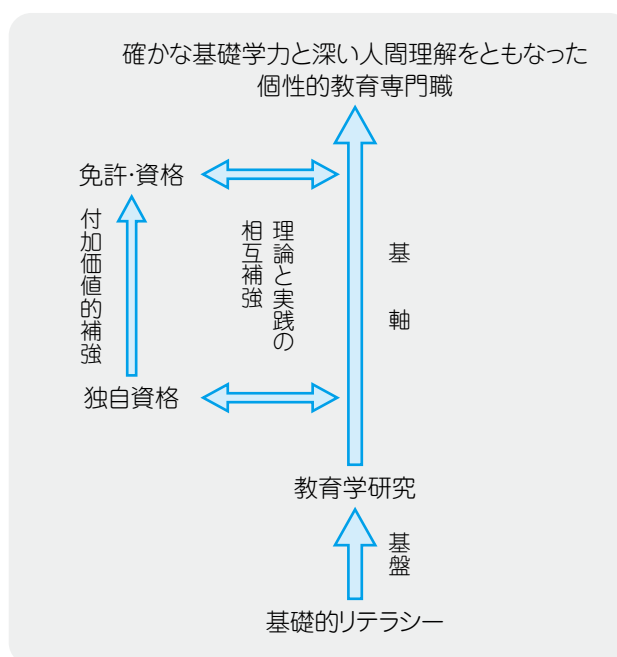 確かな基礎学力と深い人間理解をともなった
個性的教育専門職
免許・資格
付加価値的補強
理論と実践の
相互補強
基軸
独自資格
教育学研究
基盤
基礎的リテラシー